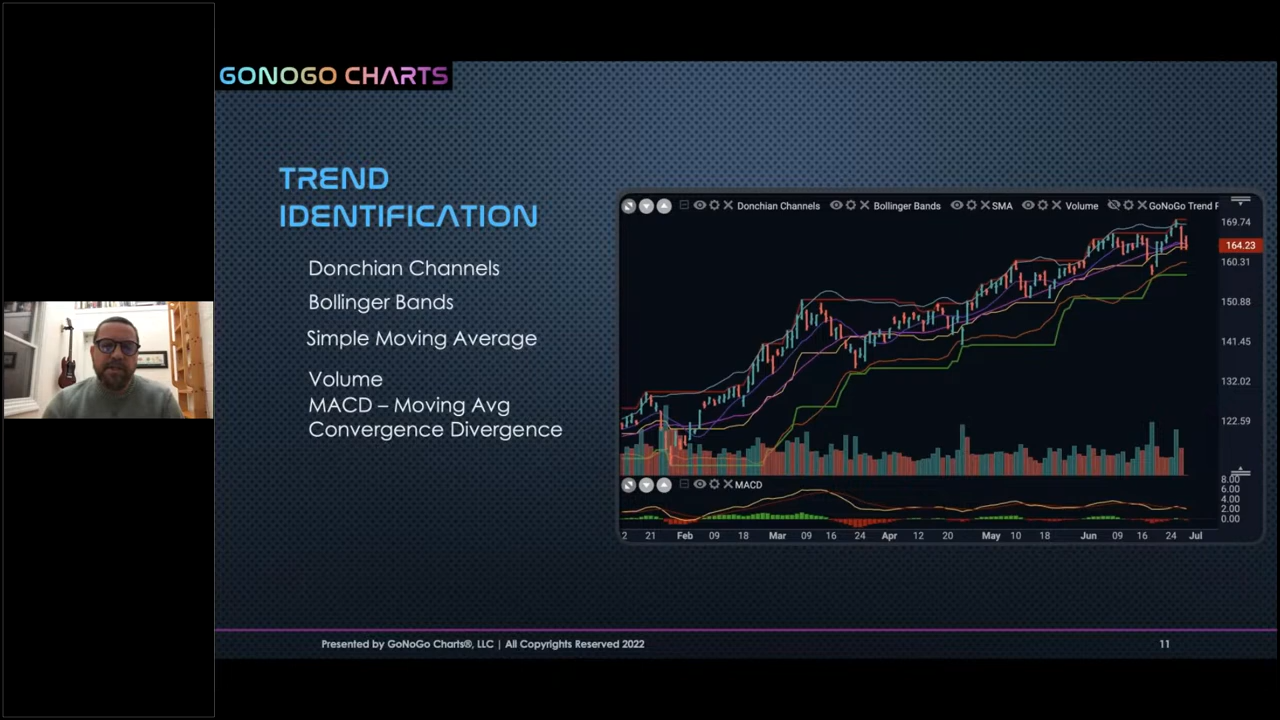 GONOGO CHARTS
TREND
IDENTIFICATION
Donchian Channels
Bollinger Bands
Simple Moving Average
Volume
MACD – Moving Avg
Convergence Divergence
Donchian Channels Bollinger Bands SMA Volume GoNoGo Trend
169.74
164.23
160.31
150.88
141.45
132.02
122.59
MACD
8.00
6.00
4.00
2.00
0.00
2 21 Feb 09 18 Mar 09 16 24 Apr 12 20 May 10 18 Jun 09 16 24 Jul
Presented by GoNoGo Charts®, LLC | All Copyrights Reserved 2022
11